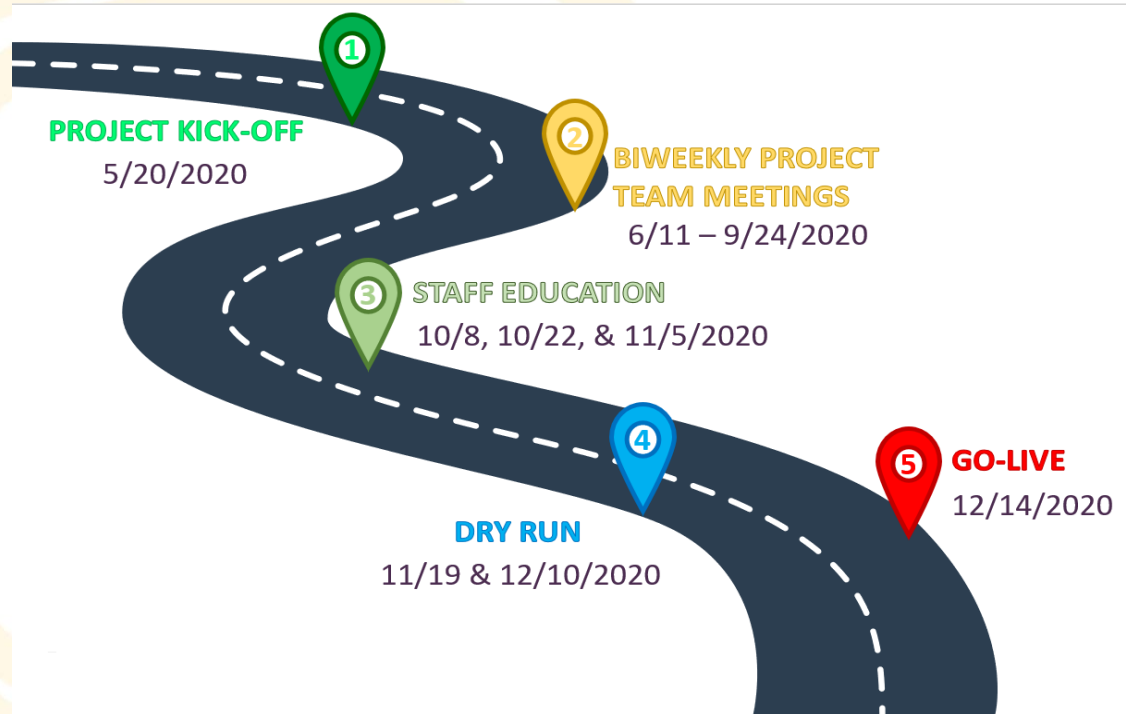 1
PROJECT KICK-OFF
5/20/2020
2
BIWEEKLY PROJECT
TEAM MEETINGS
6/11 – 9/24/2020
3
STAFF EDUCATION
10/8, 10/22, & 11/5/2020
4
DRY RUN
11/19 & 12/10/2020
5
GO-LIVE
12/14/2020